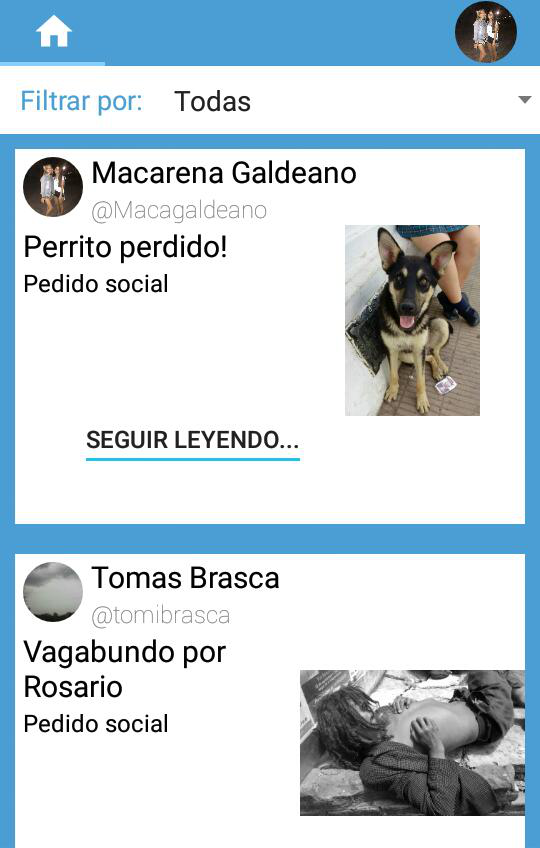 Filtrar por: Todas
Macarena Galdeano
@Macagaldeano
Perrito perdido!
Pedido social
SEGUIR LEYENDO...
Tomas Brasca
@tomibrasca
Vagabundo por
Rosario
Pedido social